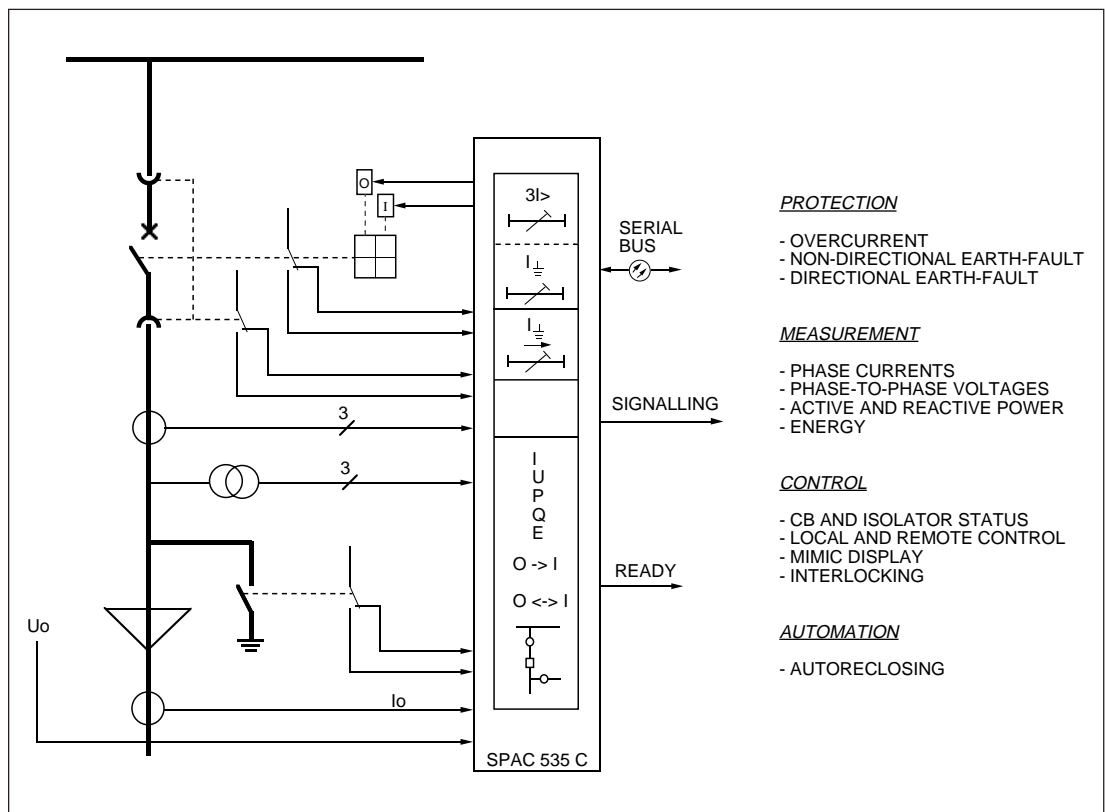 O
I
3I>
I
I
3
3
I
U
P
Q
E
O -> I
O <-> I
Uo
Io
SPAC 535 C
SERIAL
BUS
SIGNALLING
READY
PROTECTION
- OVERCURRENT
- NON-DIRECTIONAL EARTH-FAULT
- DIRECTIONAL EARTH-FAULT
MEASUREMENT
- PHASE CURRENTS
- PHASE-TO-PHASE VOLTAGES
- ACTIVE AND REACTIVE POWER
- ENERGY
CONTROL
- CB AND ISOLATOR STATUS
- LOCAL AND REMOTE CONTROL
- MIMIC DISPLAY
- INTERLOCKING
AUTOMATION
- AUTORECLOSING